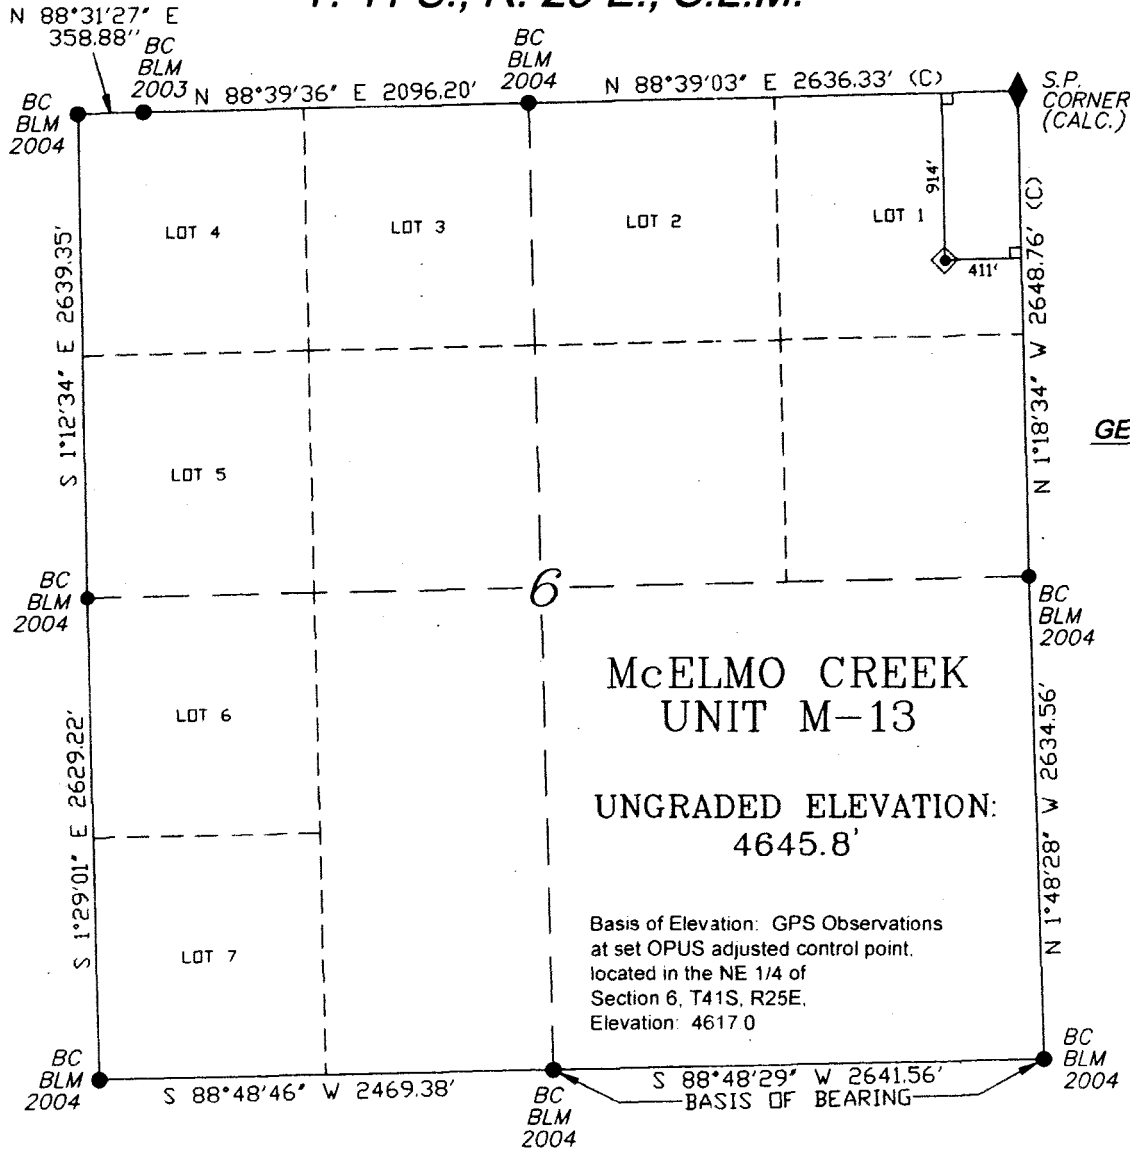 T. 41 S., R. 25 E., S.L.M.
N 88°31'27" E
358.88''
BC
BLM
2003
BC
BLM
2004
N 88°39'36" E 2096.20'
BC
BLM
2004
N 88°39'03" E 2636.33' (C)
S.P.
CORNER
(CALC.)
LOT 4
LOT 3
LOT 2
LOT 1
914'
411'
S 1°12'34" E 2639.35'
N 1°18'34" W 2648.76' (C)
GE
LOT 5
BC
BLM
2004
6
BC
BLM
2004
McELMO CREEK
UNIT M-13
LOT 6
UNGRADED ELEVATION:
4645.8'
S 1°29'01" E 2629.22'
N 1°48'28" W 2634.56'
Basis of Elevation: GPS Observations
at set OPUS adjusted control point,
located in the NE 1/4 of
Section 6, T41S, R25E,
Elevation: 4617.0
LOT 7
BC
BLM
2004
S 88°48'46" W 2469.38'
BC
BLM
2004
S 88°48'29" W 2641.56'
BASIS OF BEARING
BC
BLM
2004